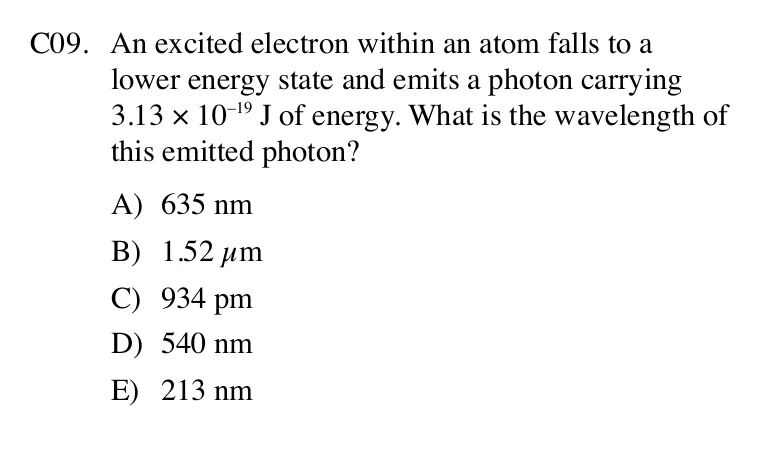 C09. An excited electron within an atom falls to a
lower energy state and emits a photon carrying
3.13 × 10⁻¹⁹ J of energy. What is the wavelength of
this emitted photon?
A) 635 nm
B) 1.52 μm
C) 934 pm
D) 540 nm
E) 213 nm